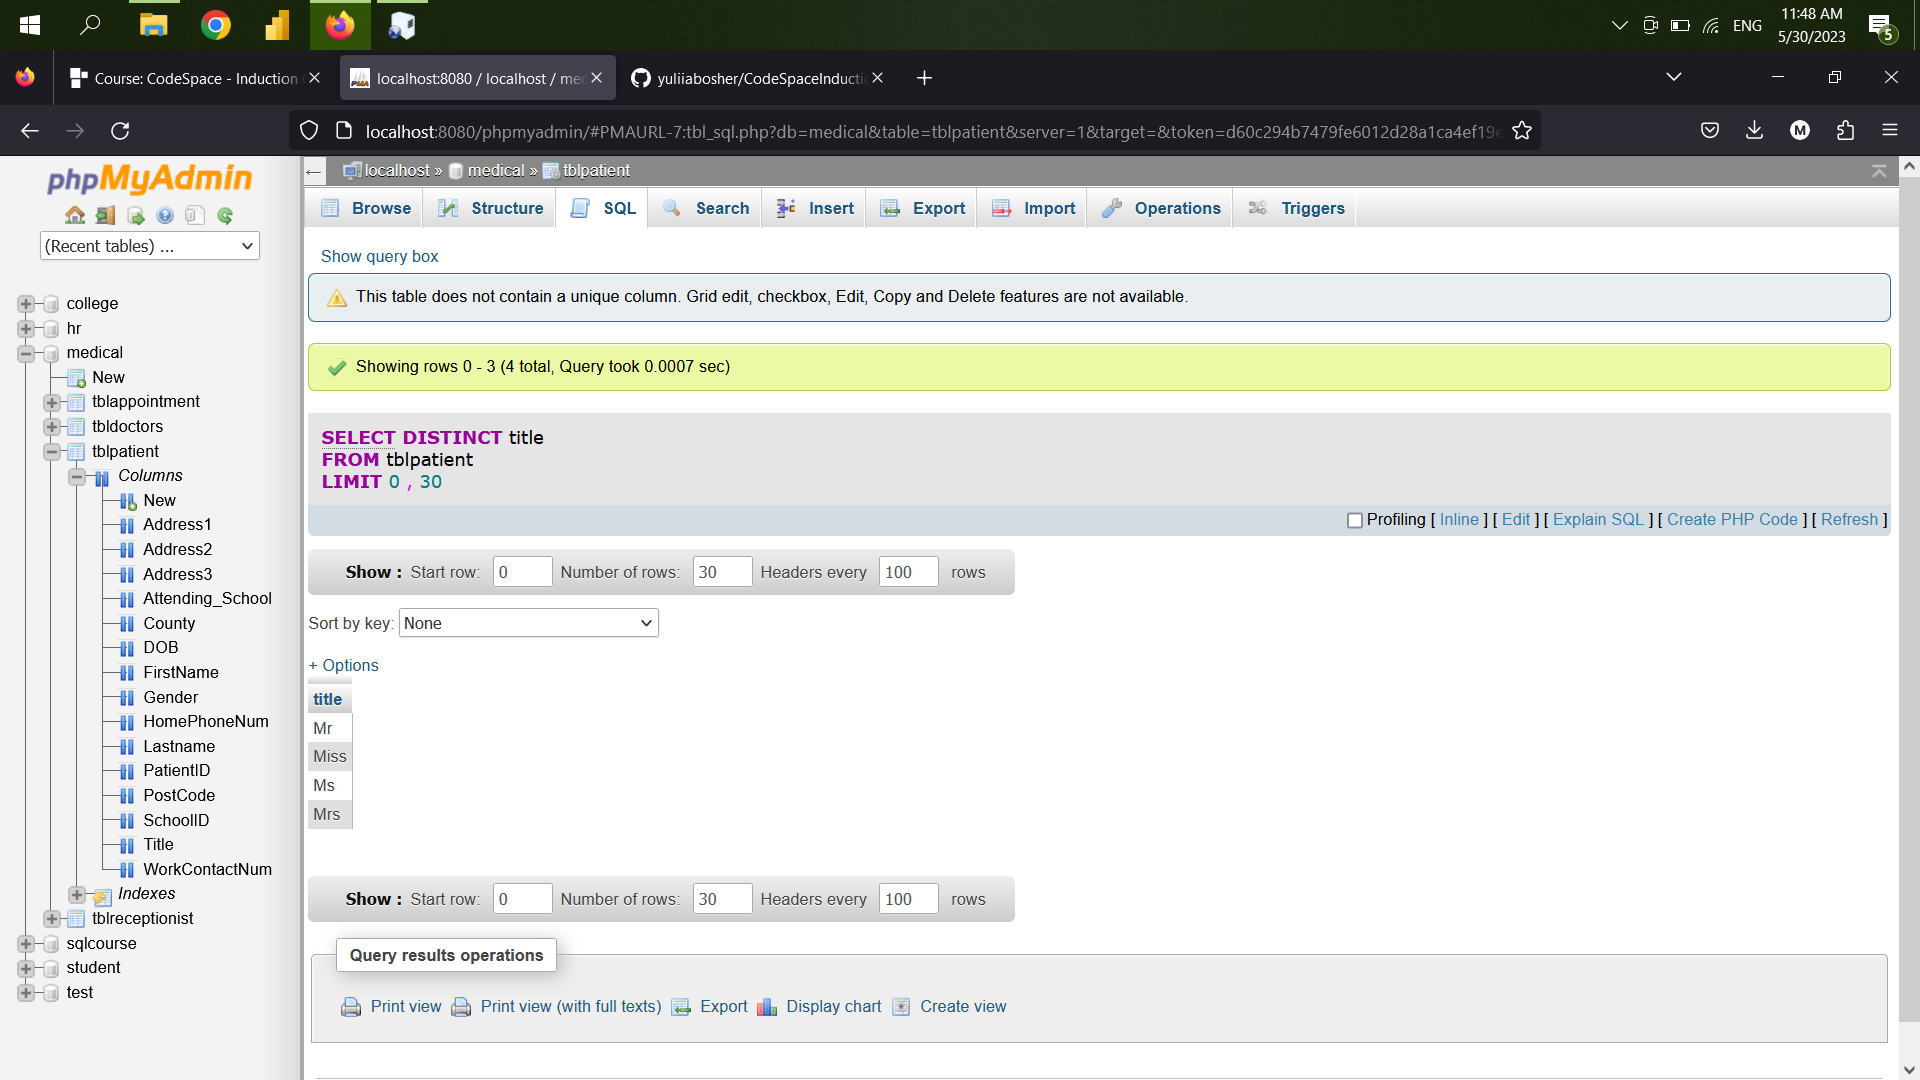 ENG
11:48 AM
5/30/2023
5
Course: CodeSpace - Induction
localhost:8080 / localhost / med
yuliiabosher/CodeSpaceInducti
localhost:8080/phpmyadmin/#PMAURL-7:tbl_sql.php?db=medical&table=tblpatient&server=1&target=&token=d60c294b7479fe6012d28a1ca4ef19e
M
phpMyAdmin
(Recent tables) ...
college
hr
medical
New
tblappointment
tbldoctors
tblpatient
Columns
New
Address1
Address2
Address3
Attending_School
County
DOB
FirstName
Gender
HomePhoneNum
Lastname
PatientID
PostCode
SchoolID
Title
WorkContactNum
Indexes
tblreceptionist
sqlcourse
student
test
localhost » medical » tblpatient
Browse Structure SQL Search Insert Export Import Operations Triggers
Show query box
This table does not contain a unique column. Grid edit, checkbox, Edit, Copy and Delete features are not available.
Showing rows 0 - 3 (4 total, Query took 0.0007 sec)
SELECT DISTINCT title
FROM tblpatient
LIMIT 0 , 30
Profiling [ Inline ] [ Edit ] [ Explain SQL ] [ Create PHP Code ] [ Refresh ]
Show : Start row: 0 Number of rows: 30 Headers every 100 rows
Sort by key: None
+ Options
title
Mr
Miss
Ms
Mrs
Show : Start row: 0 Number of rows: 30 Headers every 100 rows
Query results operations
Print view Print view (with full texts) Export Display chart Create view